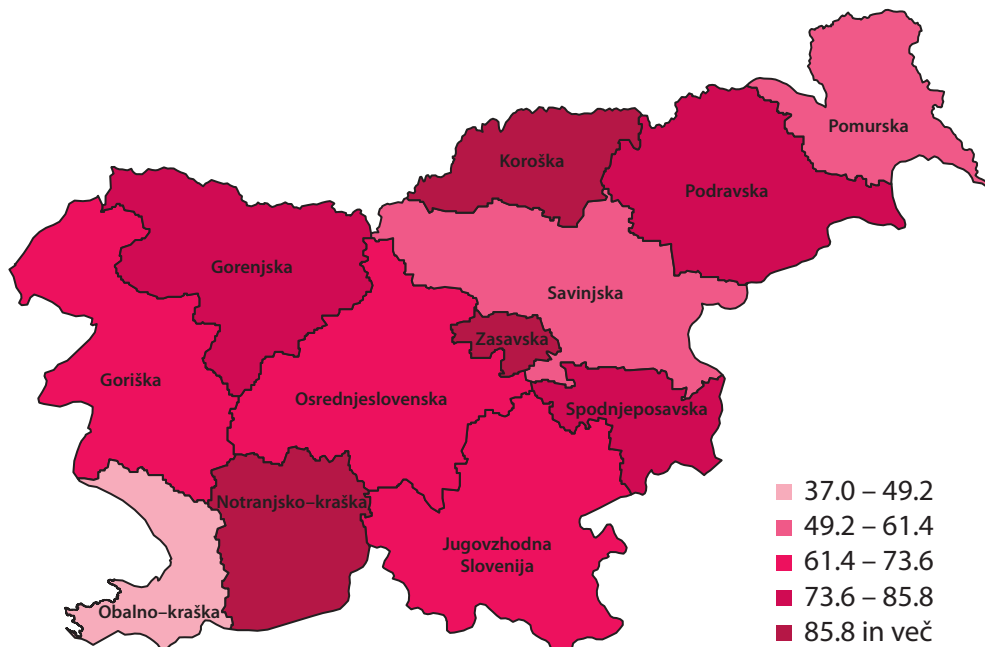 Pomurska
Koroška
Podravska
Gorenjska
Savinjska
Zasavska
Goriška
Osrednjeslovenska
Spodnjeposavska
Notranjsko–kraška
Jugovzhodna
Slovenija
Obalno–kraška
37.0 – 49.2
49.2 – 61.4
61.4 – 73.6
73.6 – 85.8
85.8 in več